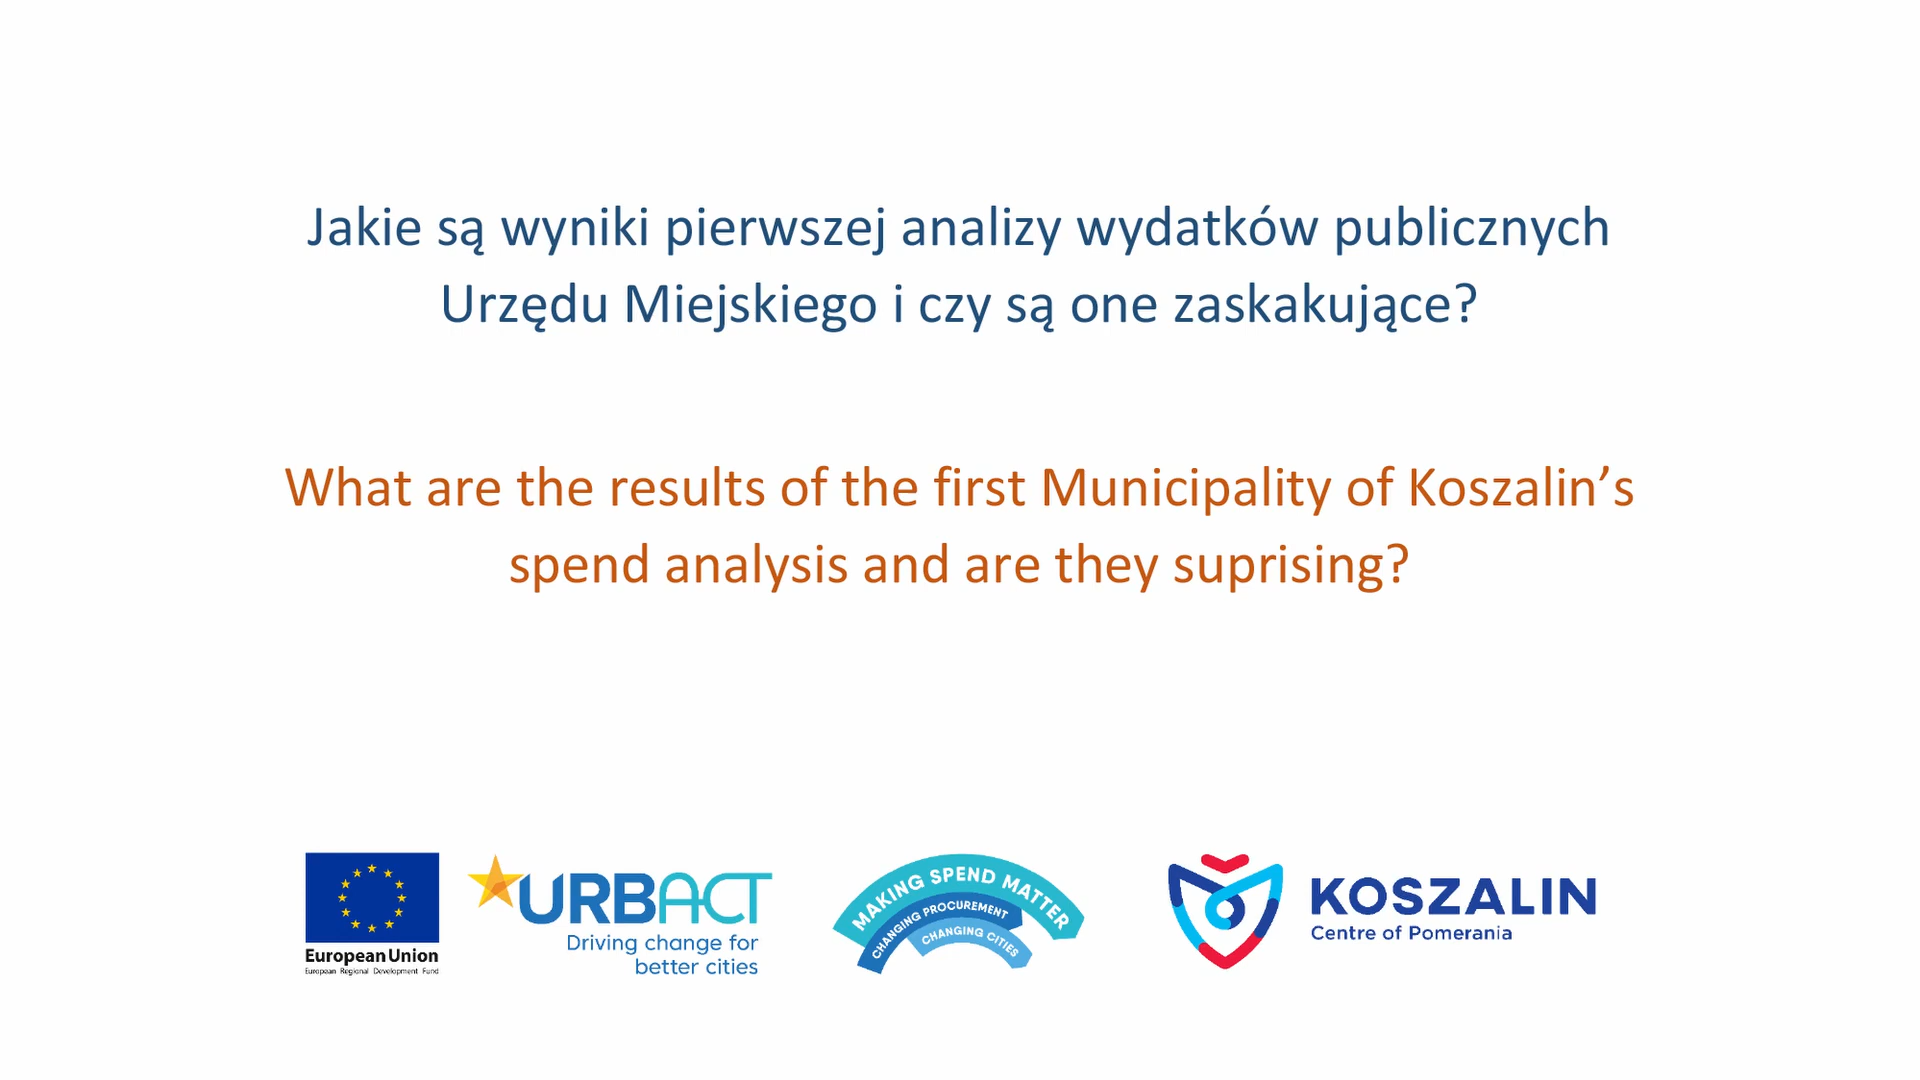 Jakie są wyniki pierwszej analizy wydatków publicznych
Urzędu Miejskiego i czy są one zaskakujące?
What are the results of the first Municipality of Koszalin’s
spend analysis and are they suprising?
European Union
European Regional Development Fund
URBACT
Driving change for
better cities
MAKING SPEND MATTER
CHANGING PROCUREMENT
CHANGING CITIES
KOSZALIN
Centre of Pomerania